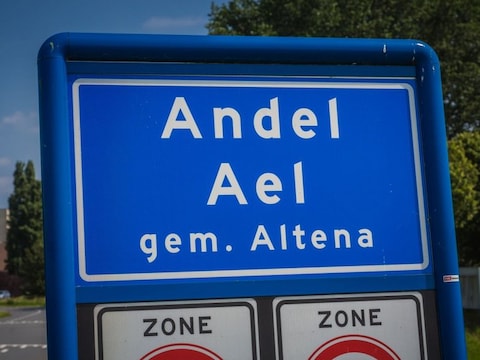 Andel
Ael
gem. Altena
ZONE ZONE